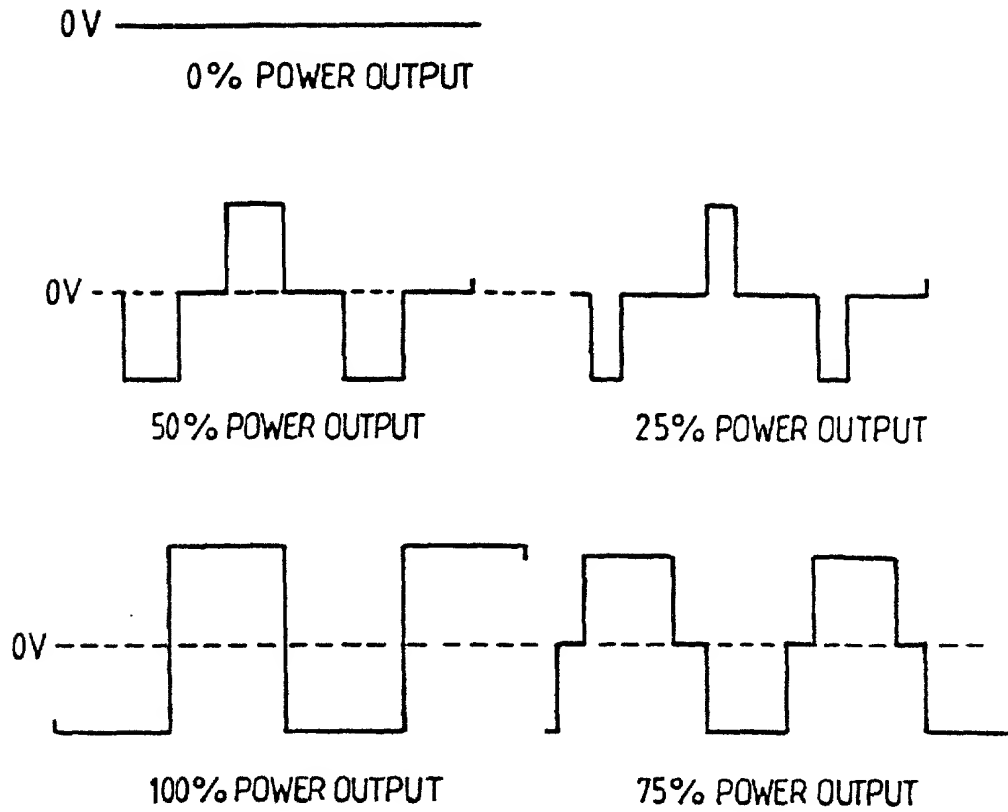 0V
0% POWER OUTPUT
0V
50% POWER OUTPUT
25% POWER OUTPUT
0V
100% POWER OUTPUT
75% POWER OUTPUT